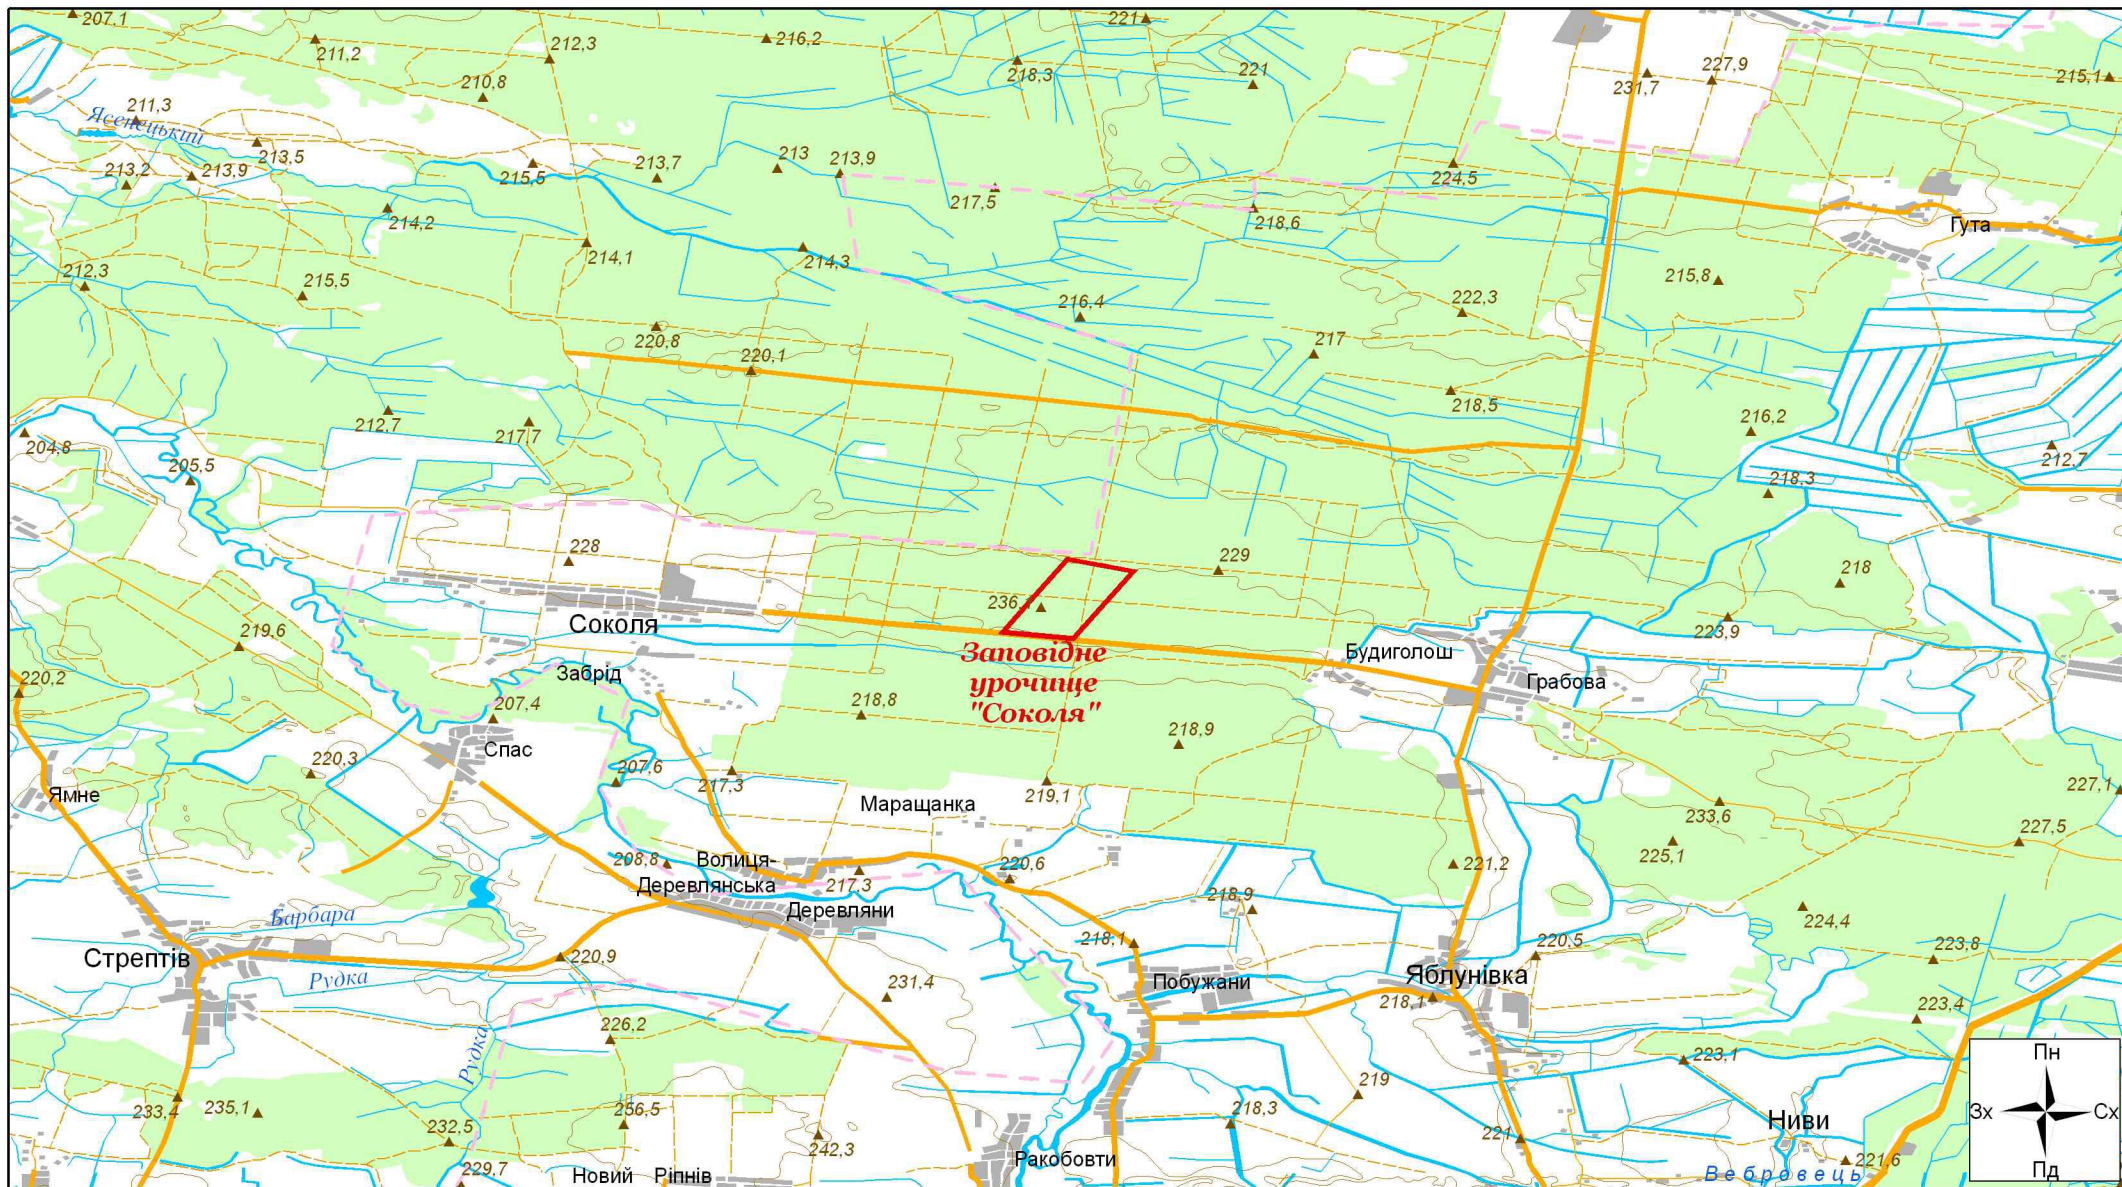 207,1
221
212,3
216,2
211,2
218,3
221
227,9
231,7
215,1
210,8
211,3
Ясенецький
213,5
213,2
213,9
215,5
213,7
213
213,9
217,5
224,5
214,2
218,6
Гута
214,1
214,3
212,3
215,5
215,8
222,3
216,4
220,8
220,1
217
218,5
212,7
217,7
216,2
204,8
212,7
205,5
218,3
228
229
218
236,1
223,9
Соколя
219,6
Будиголош
Заповідне
урочище
"Соколя"
Забрід
Грабова
220,2
207,4
218,8
218,9
Спас
220,3
207,6
217,3
219,1
227,1
Ямне
Маращанка
233,6
227,5
225,1
208,8
Волиця-
Деревлянська
217,3
220,6
221,2
218,9
Барбара
Деревляни
224,4
218,1
Стрептів
220,9
220,5
223,8
Рудка
231,4
Побужани
Яблунівка
218,1
223,4
226,2
Рудка
223,1
Пн
Зх
Сх
Пд
233,4
235,1
256,5
219
218,3
232,5
242,3
221
Ниви
229,7
Новий Ріпнів
Ракобовти
221,6
Вебровець